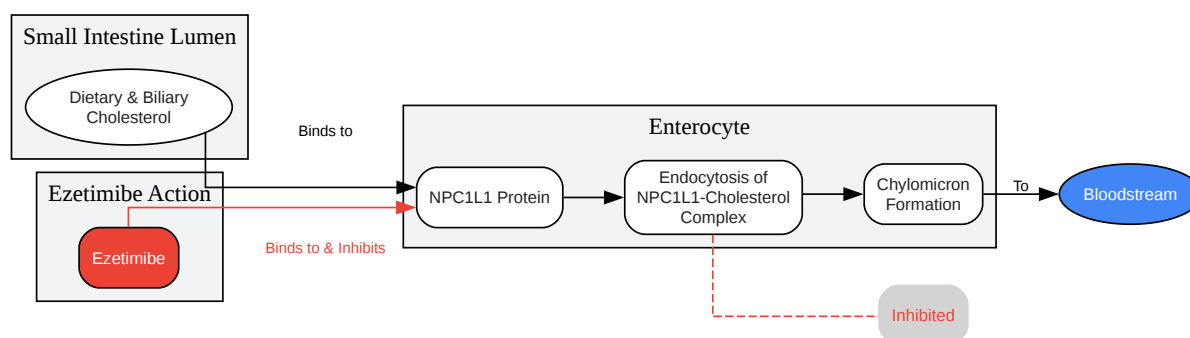 Small Intestine Lumen
Dietary & Biliary
Cholesterol
Binds to
Ezetimibe Action
Ezetimibe
Binds to & Inhibits
Enterocyte
NPC1L1 Protein
Endocytosis of
NPC1L1-Cholesterol
Complex
Chylomicron
Formation
To
Bloodstream
Inhibited